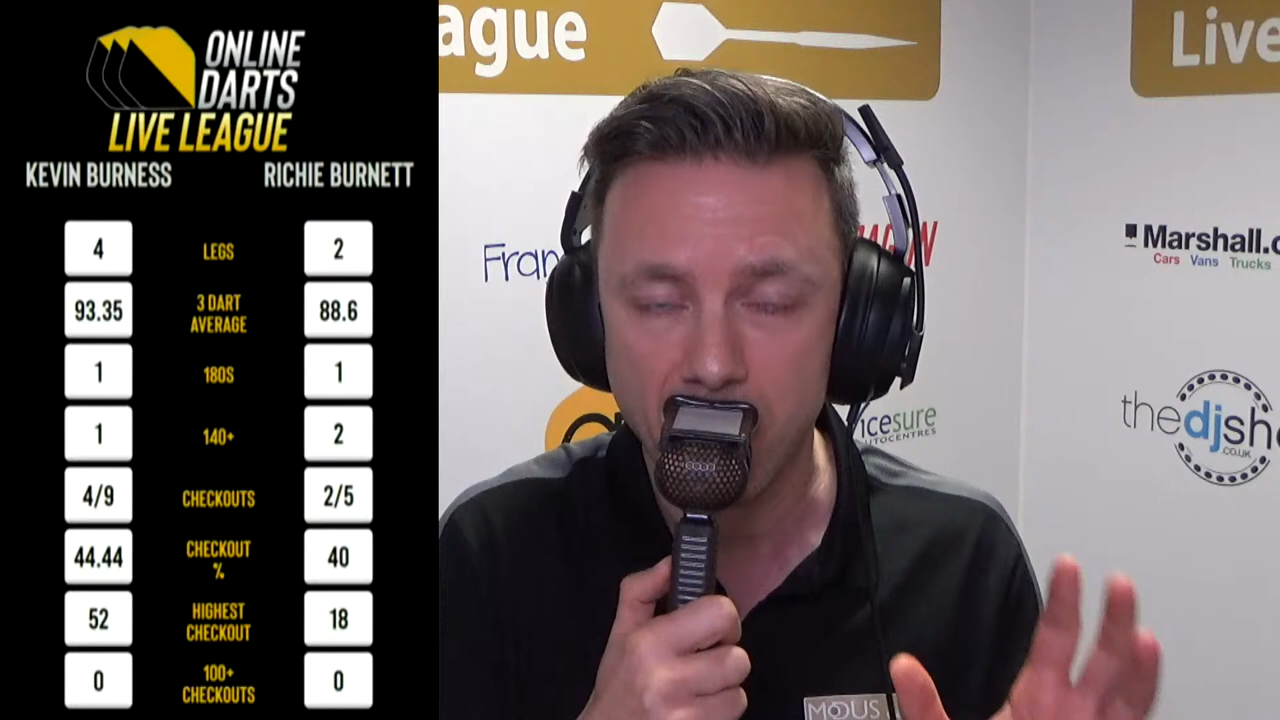 ONLINE
DARTS
LIVE LEAGUE
KEVIN BURNESS RICHIE BURNETT
4 LEGS 2
93.35 3 DART AVERAGE 88.6
1 180S 1
1 140+ 2
4/9 CHECKOUTS 2/5
44.44 CHECKOUT % 40
52 HIGHEST CHECKOUT 18
0 100+ CHECKOUTS 0
ague
Live
Fran
Marshall.c
Cars Vans Trucks
icesure
UTOCENTRES
thedjsh
.CO.UK
MODUS